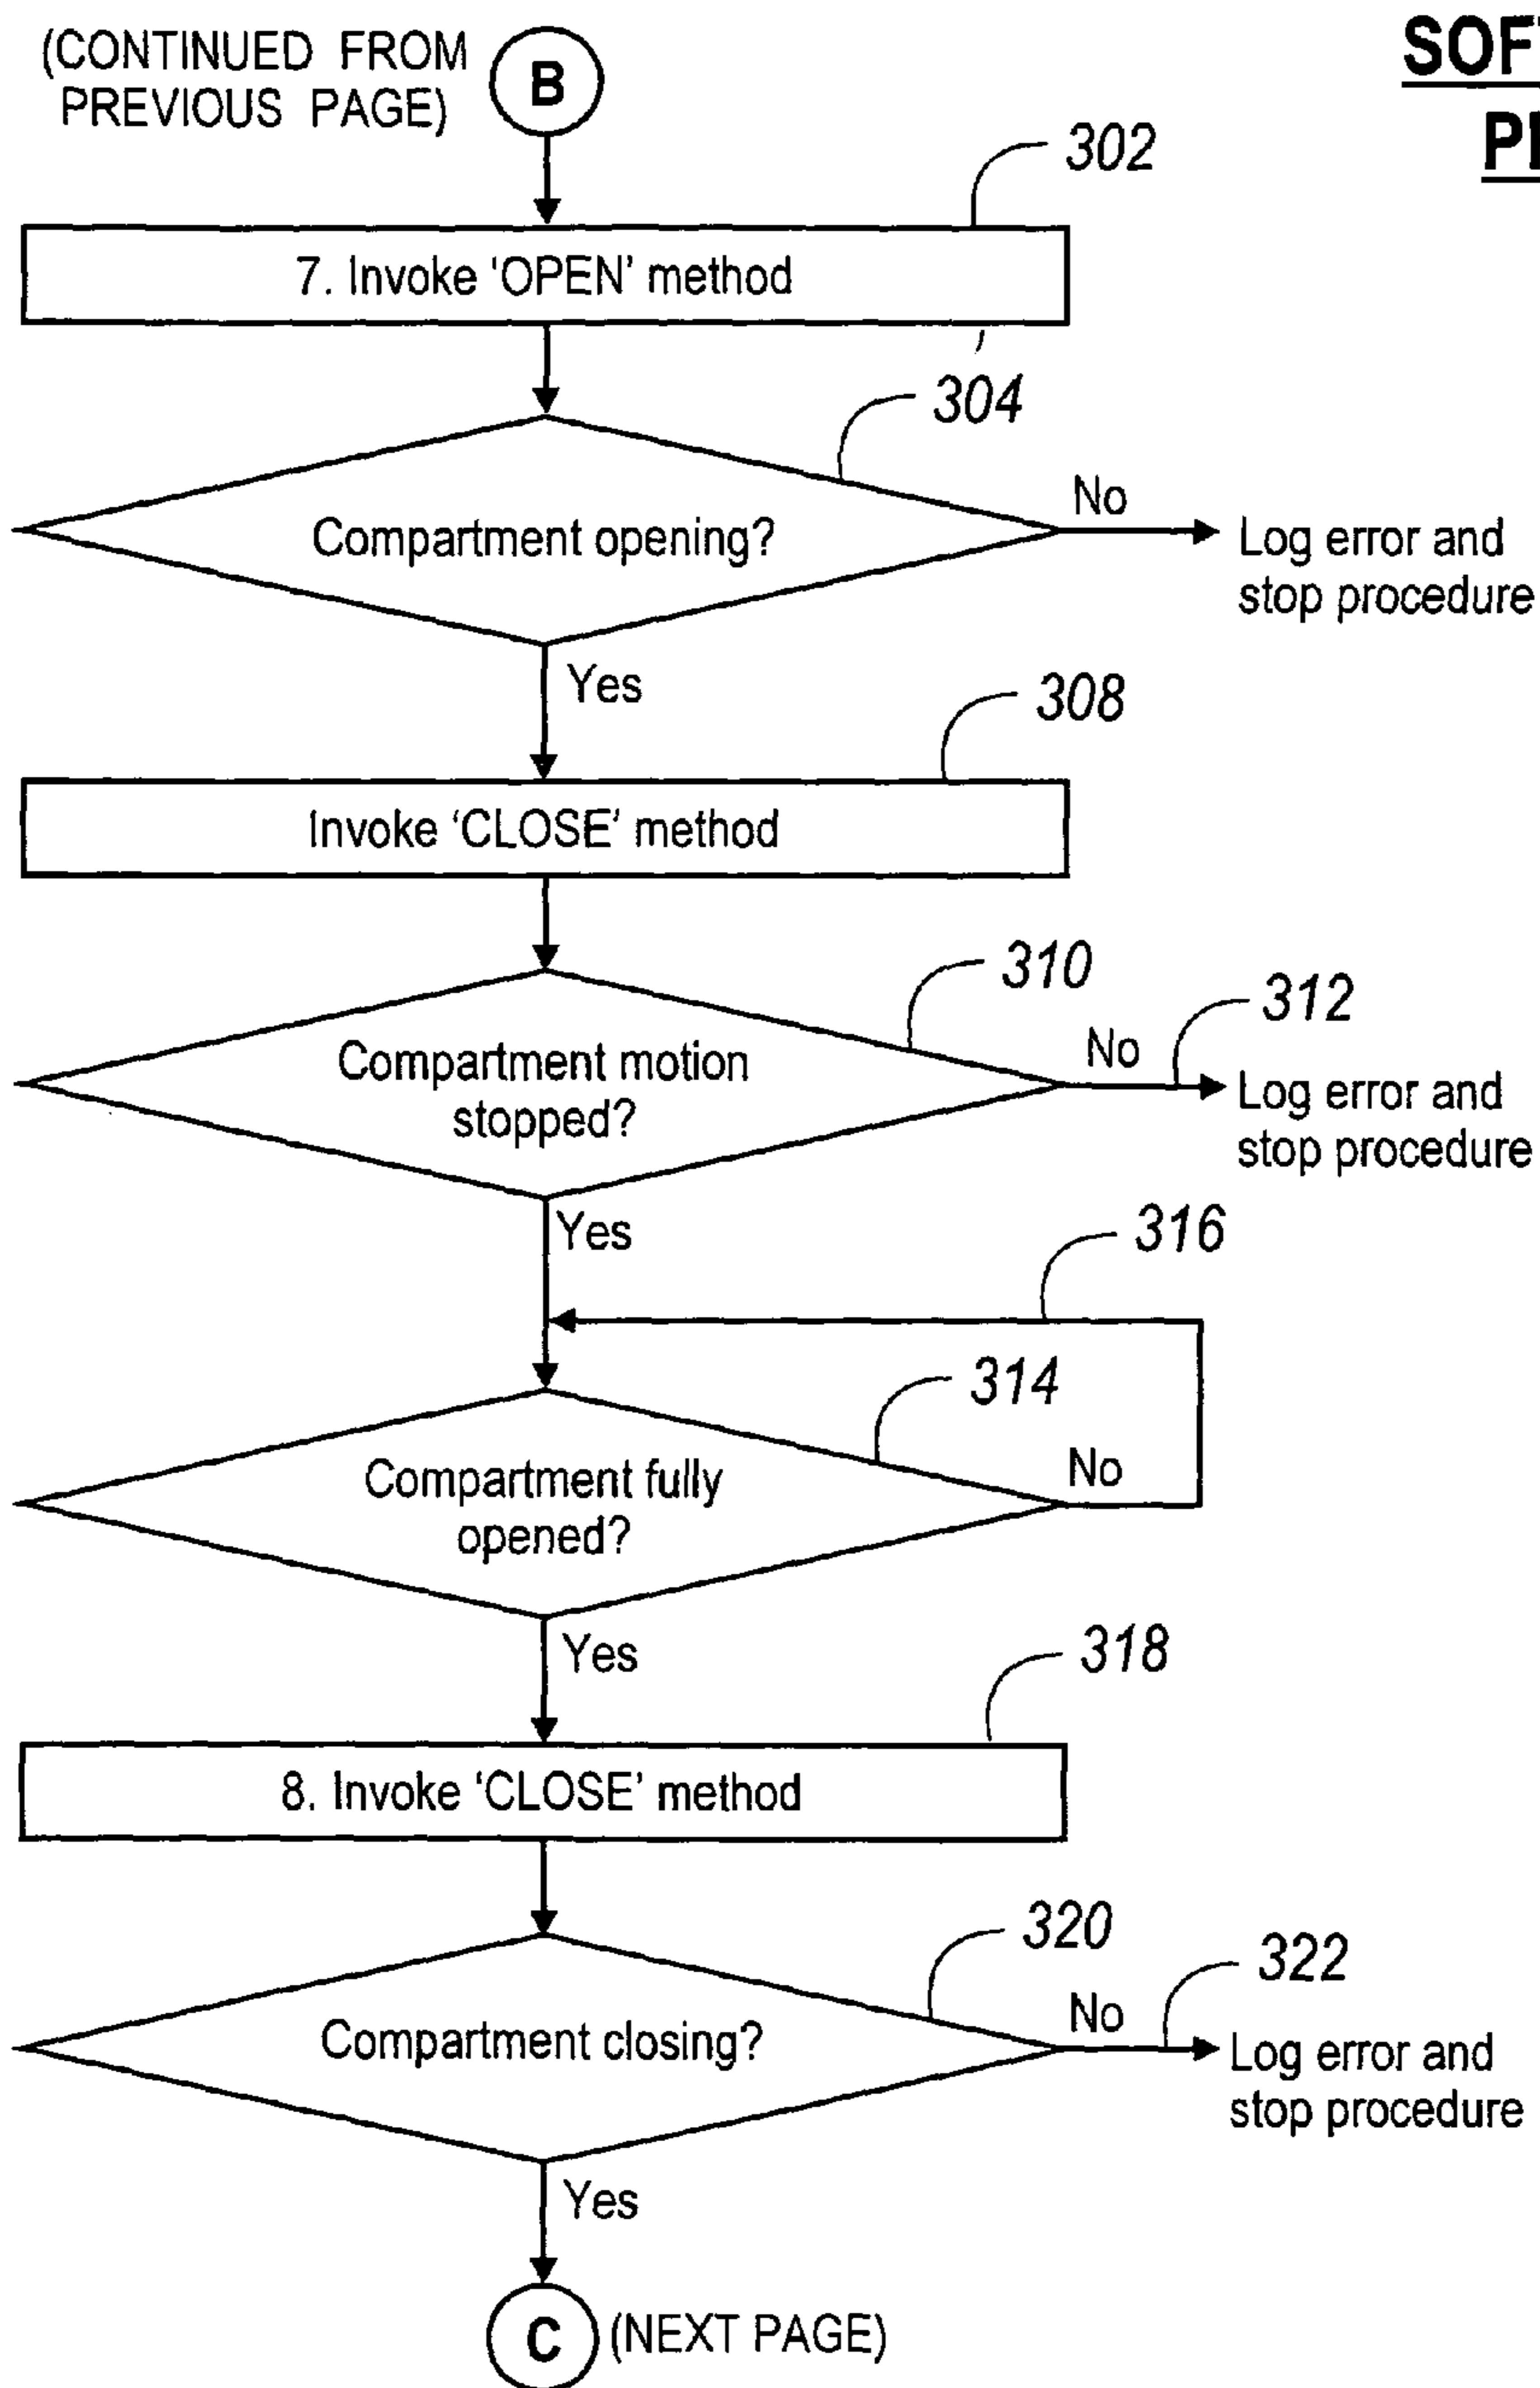 (CONTINUED FROM
PREVIOUS PAGE)
B
302
7. Invoke ‘OPEN’ method
304
Compartment opening?
No
Log error and
stop procedure
Yes
308
Invoke ‘CLOSE’ method
310
312
Compartment motion
stopped?
No
Log error and
stop procedure
Yes
316
314
Compartment fully
opened?
No
Yes
318
8. Invoke ‘CLOSE’ method
320
322
Compartment closing?
No
Log error and
stop procedure
Yes
C
(NEXT PAGE)